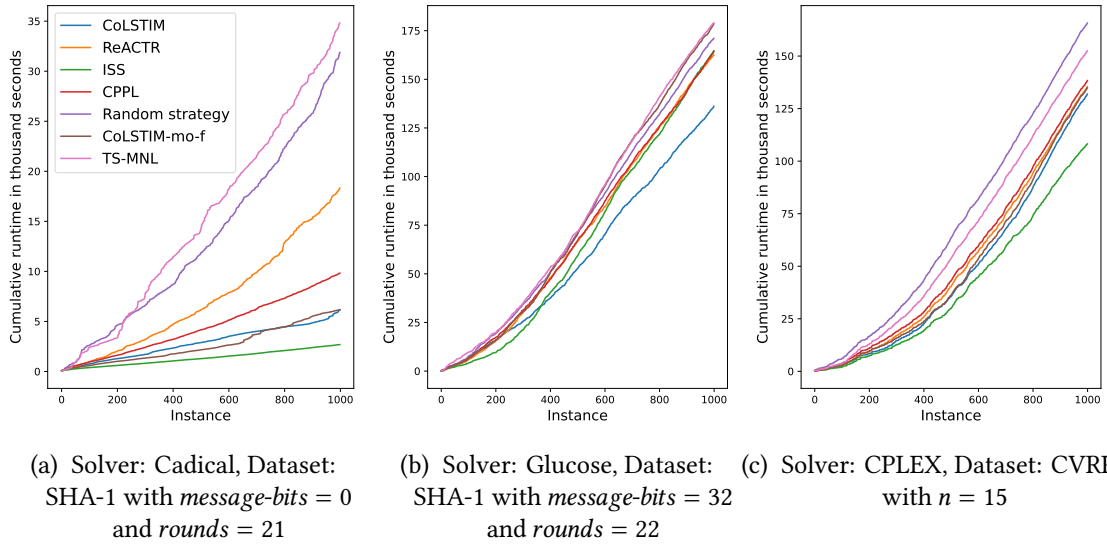 35
30
25
20
15
10
5
0
Cumulative runtime in thousand seconds
CoLSTIM
ReACTR
ISS
CPPL
Random strategy
CoLSTIM-mo-f
TS-MNL
0 200 400 600 800 1000
Instance
175
150
125
100
75
50
25
0
Cumulative runtime in thousand seconds
0 200 400 600 800 1000
Instance
150
125
100
75
50
25
0
Cumulative runtime in thousand seconds
0 200 400 600 800 1000
Instance
(a) Solver: Cadical, Dataset:
SHA-1 with message-bits = 0
and rounds = 21
(b) Solver: Glucose, Dataset:
SHA-1 with message-bits = 32
and rounds = 22
(c) Solver: CPLEX, Dataset: CVRP
with n = 15